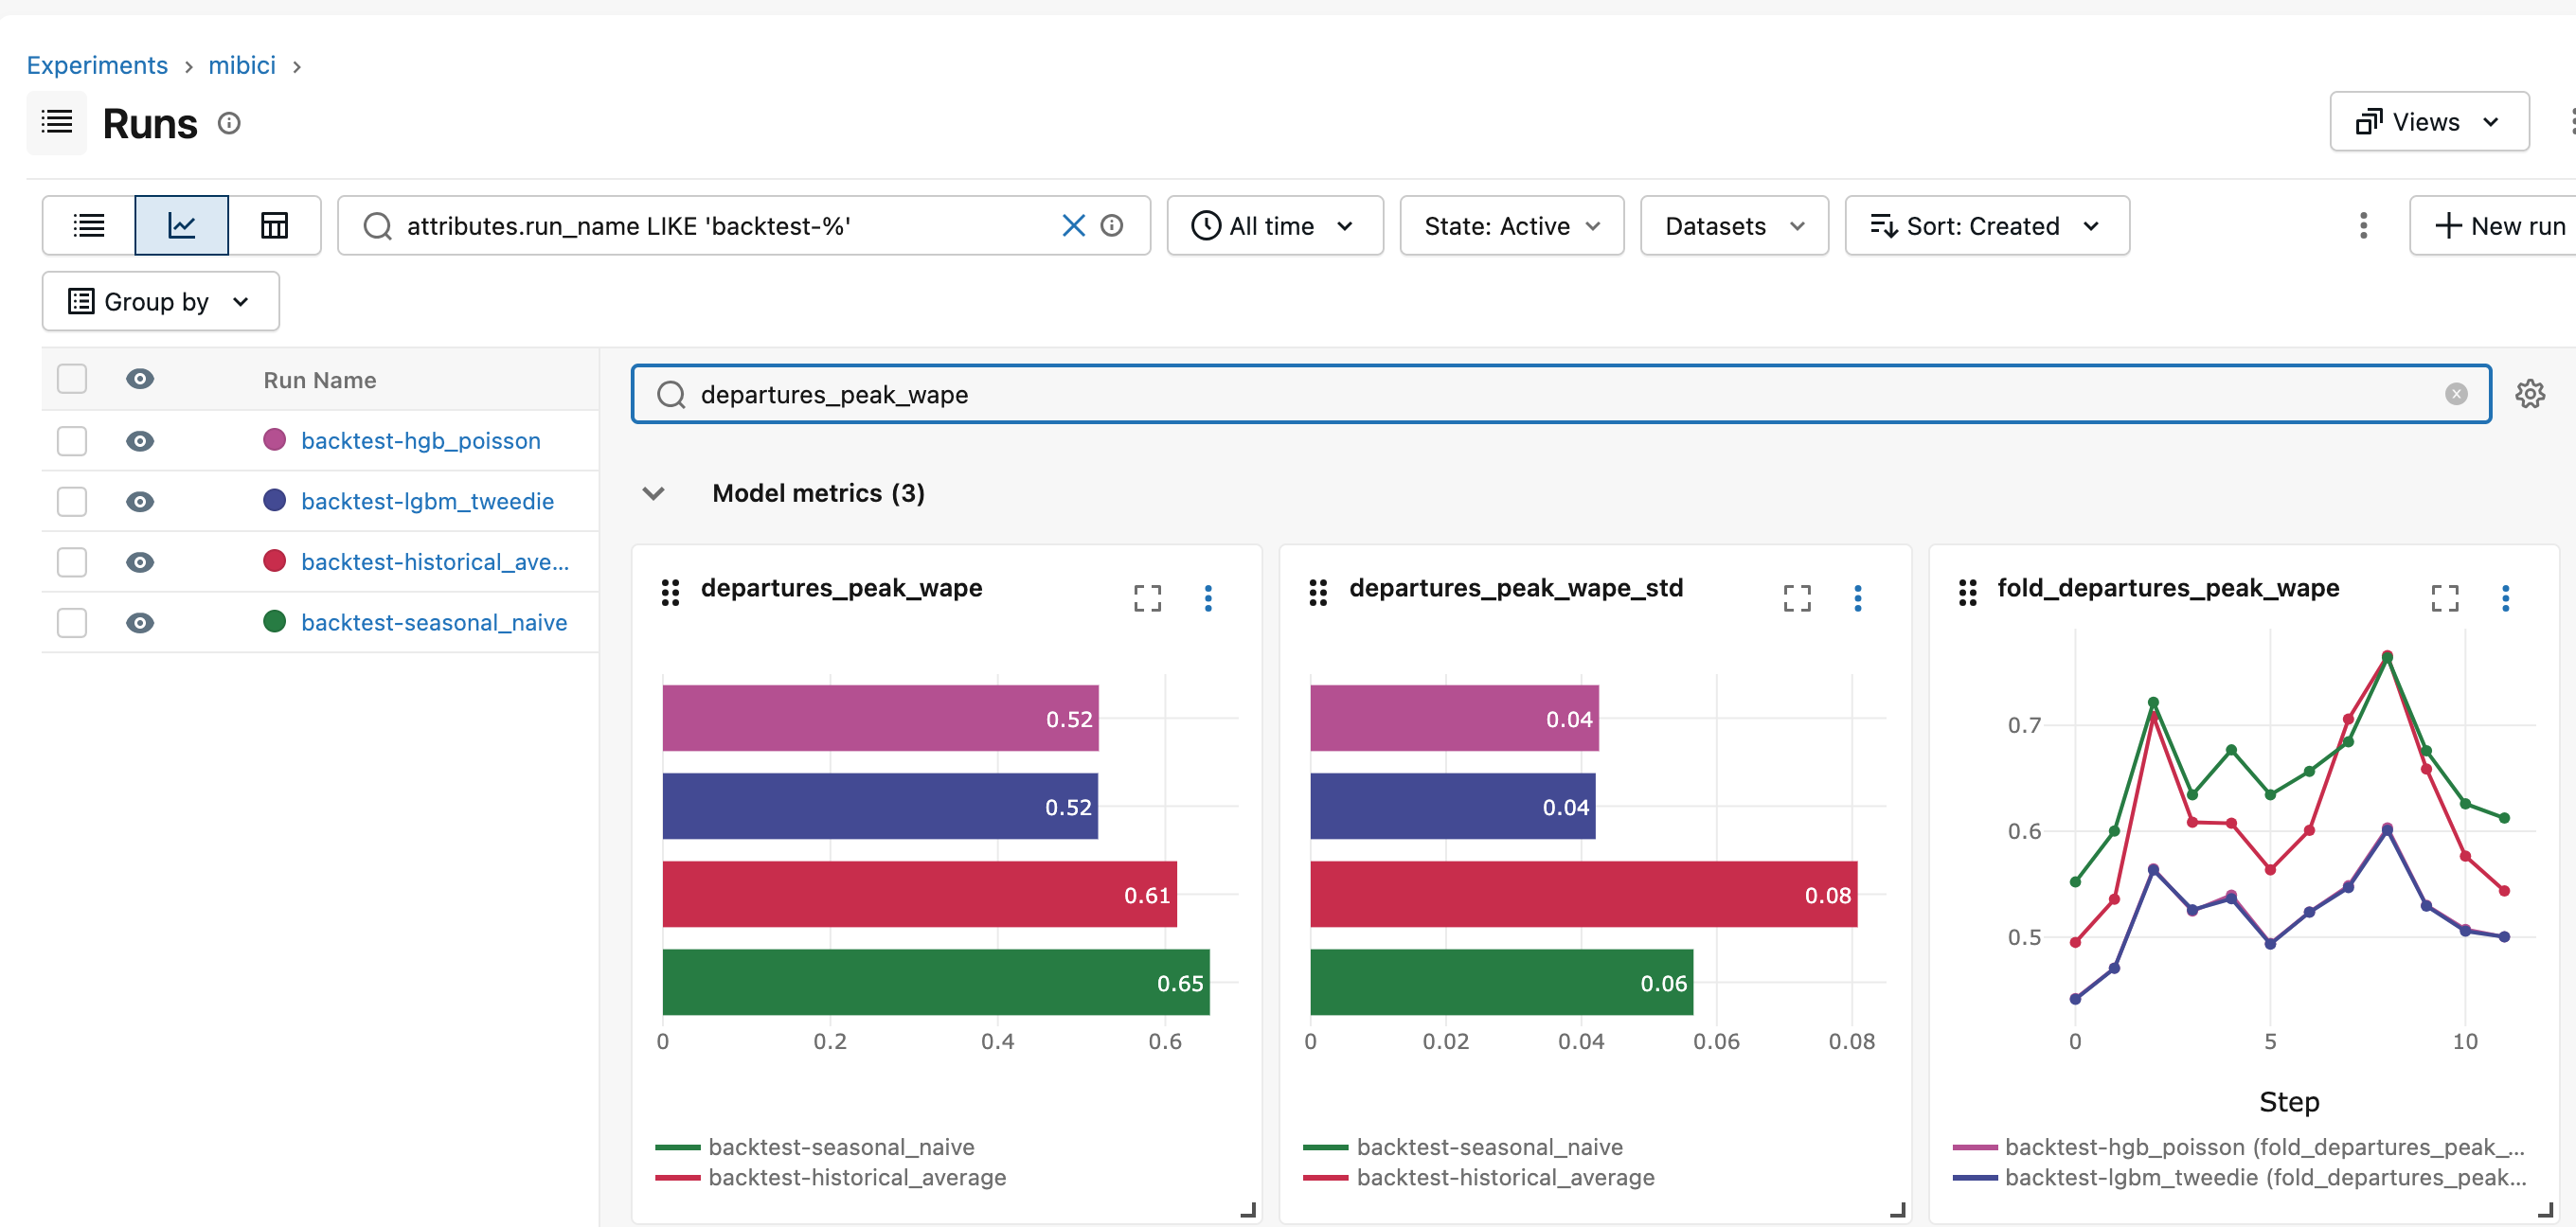 Experiments > mibici >
Runs
Views
attributes.run_name LIKE 'backtest-%'
All time
State: Active
Datasets
Sort: Created
New run
Group by
Run Name
backtest-hgb_poisson
backtest-lgbm_tweedie
backtest-historical_ave...
backtest-seasonal_naive
departures_peak_wape
Model metrics (3)
departures_peak_wape
0.52
0.52
0.61
0.65
0 0.2 0.4 0.6
backtest-seasonal_naive
backtest-historical_average
departures_peak_wape_std
0.04
0.04
0.08
0.06
0 0.02 0.04 0.06 0.08
backtest-seasonal_naive
backtest-historical_average
fold_departures_peak_wape
0.7
0.6
0.5
0 5 10
Step
backtest-hgb_poisson (fold_departures_peak_...
backtest-lgbm_tweedie (fold_departures_peak...